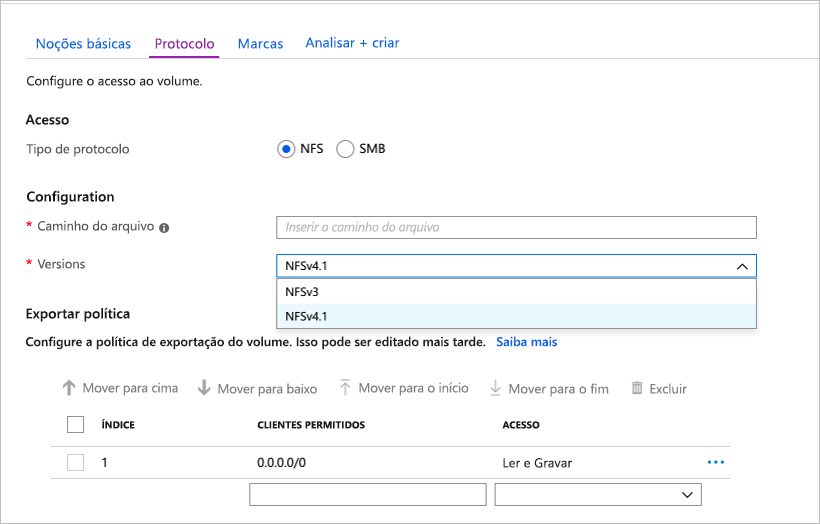 Noções básicas Protocolo Marcas Analisar + criar
Configure o acesso ao volume.
Acesso
Tipo de protocolo NFS SMB
Configuration
* Caminho do arquivo Inserir o caminho do arquivo
* Versions NFSv4.1
NFSv3
NFSv4.1
Exportar política
Configure a política de exportação do volume. Isso pode ser editado mais tarde. Saiba mais
Mover para cima Mover para baixo Mover para o início Mover para o fim Excluir
ÍNDICE CLIENTES PERMITIDOS ACESSO
1 0.0.0.0/0 Ler e Gravar